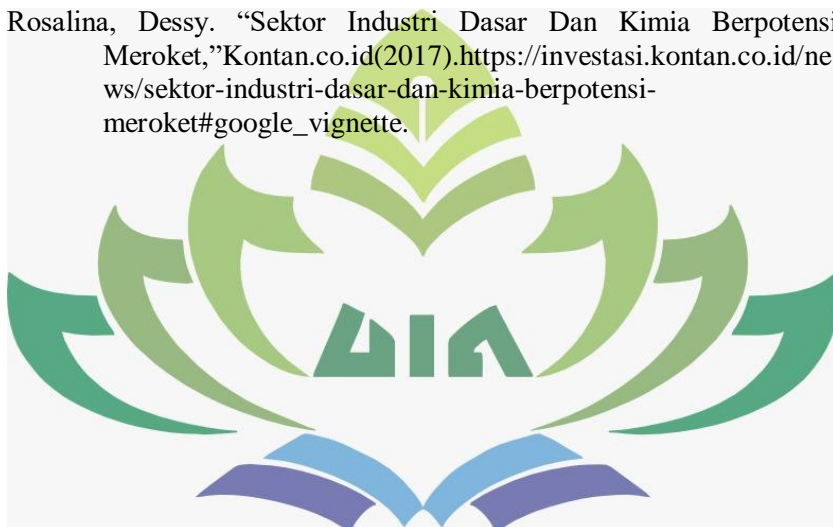 Rosalina, Dessy. “Sektor Industri Dasar Dan Kimia Berpotensi
Meroket,”Kontan.co.id(2017).https://investasi.kontan.co.id/ne
ws/sektor-industri-dasar-dan-kimia-berpotensi-
meroket#google_vignette.
UIN